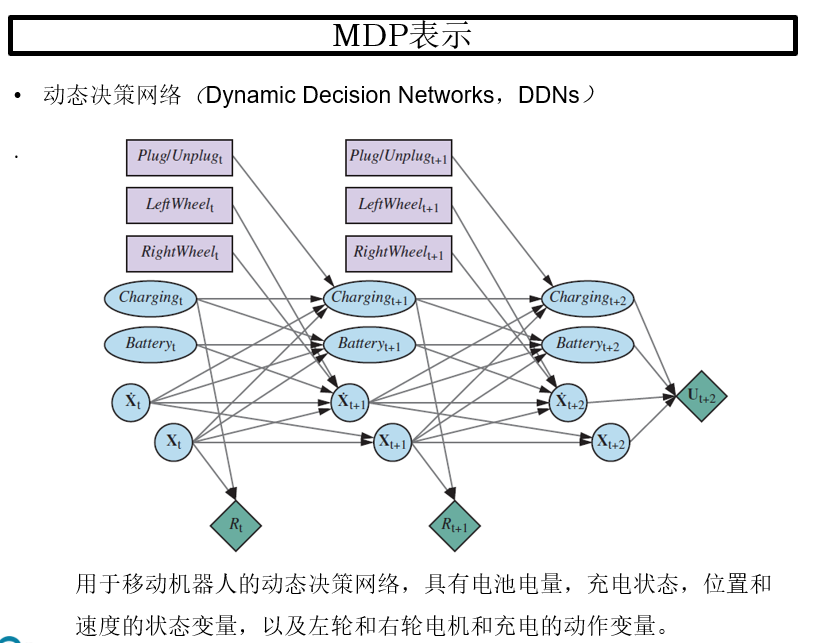 MDP表示
• 动态决策网络（Dynamic Decision Networks，DDNs）
Plug/Unplugt Plug/Unplugt+1
LeftWheelt LeftWheelt+1
RightWheelt RightWheelt+1
Chargingt Chargingt+1 Chargingt+2
Batteryt Batteryt+1 Batteryt+2
Ẋt Ẋt+1 Ẋt+2 Ut+2
Xt Xt+1 Xt+2
Rt Rt+1
用于移动机器人的动态决策网络，具有电池电量，充电状态，位置和
速度的状态变量，以及左轮和右轮电机和充电的动作变量。